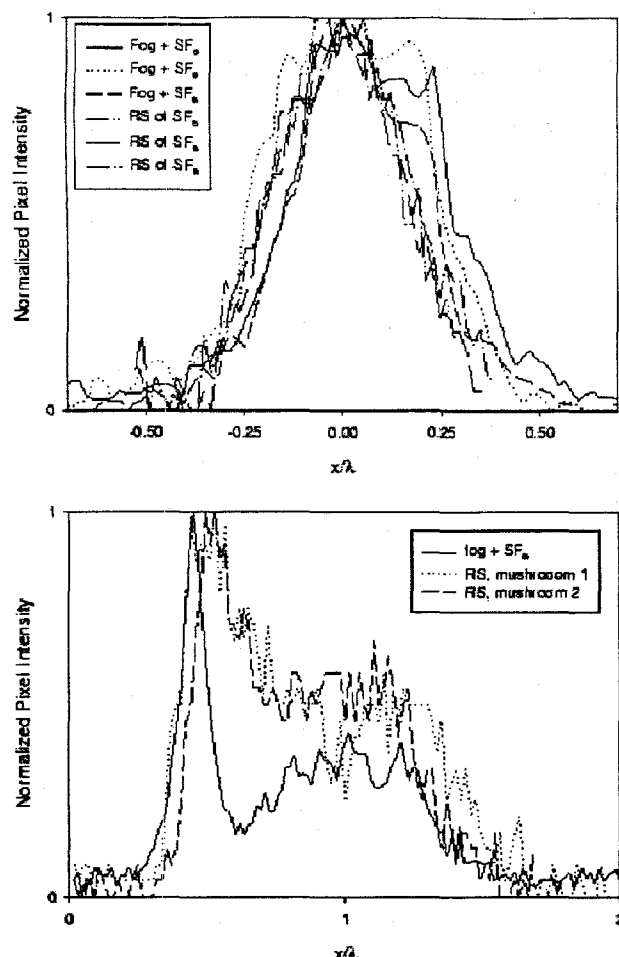 1
Fog + SF₆
Fog + SF₆
Fog + SF₆
RS of SF₆
RS of SF₆
RS of SF₆
Normalized Pixel Intensity
0
-0.50 -0.25 0.00 0.25 0.50
x/λ
1
fog + SF₆
RS, mushroom 1
RS, mushroom 2
Normalized Pixel Intensity
0
0 1 2
x/λ